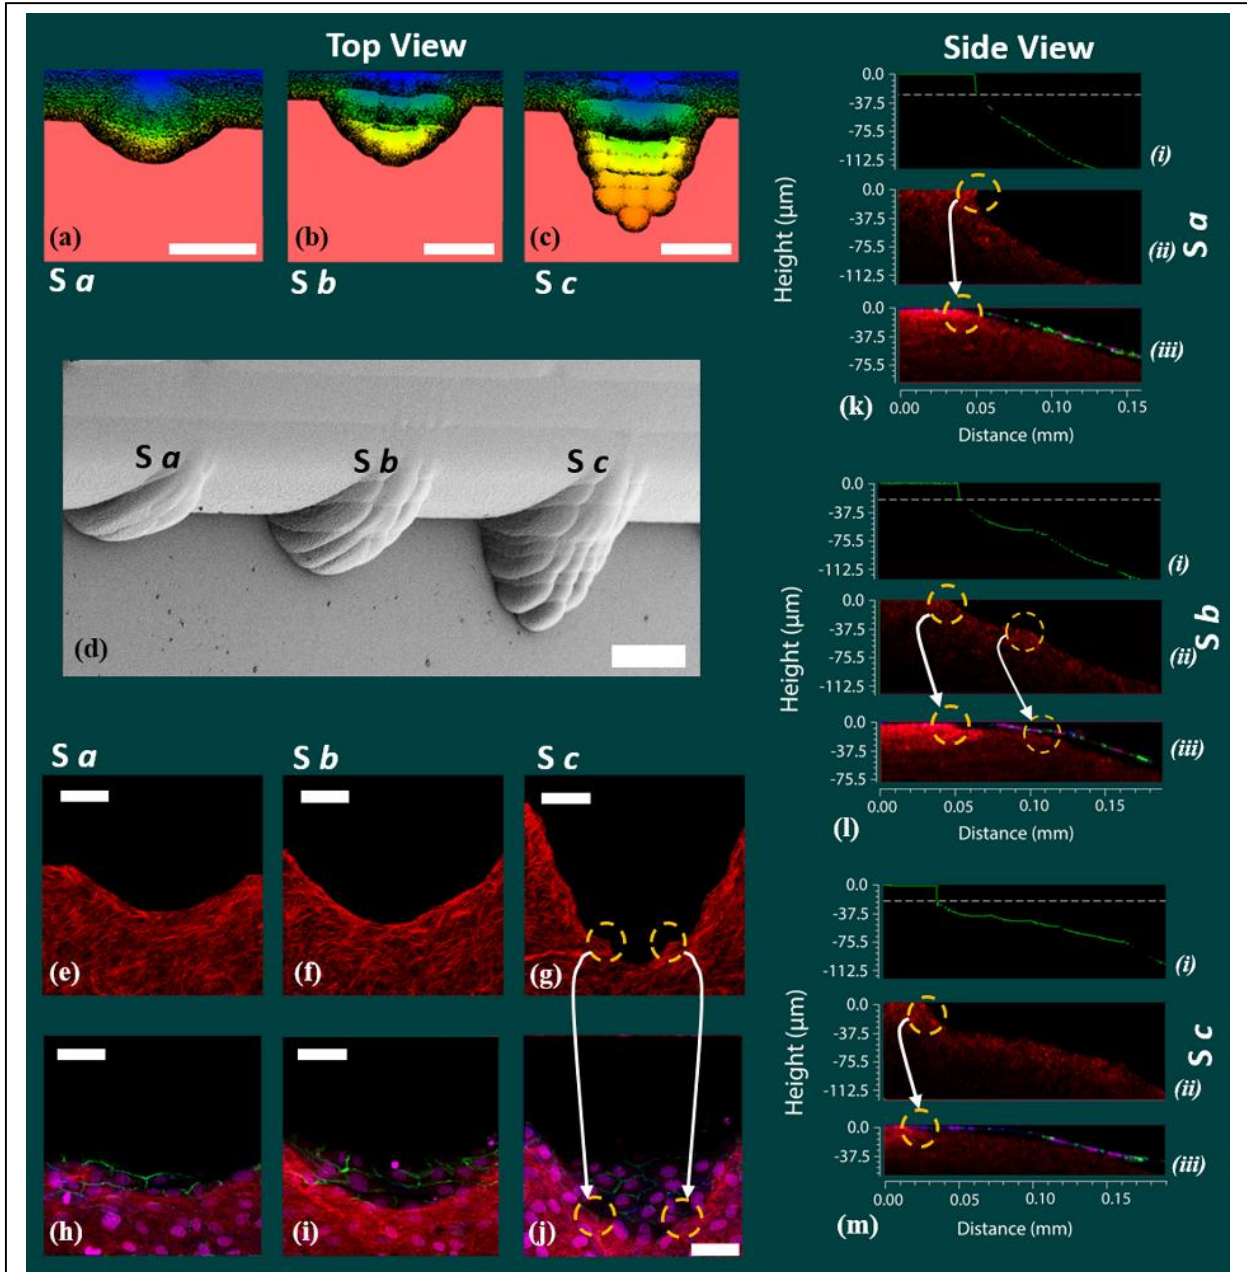 Top View
Side View
(a)
(b)
(c)
S a
S b
S c
(d)
S a
S b
S c
S a
S b
S c
(e)
(f)
(g)
(h)
(i)
(j)
Height (µm)
0.0
-37.5
-75.5
-112.5
(i)
0.0
-37.5
-75.5
-112.5
(ii)
S a
0.0
-37.5
-75.5
(iii)
(k)
0.00
0.05
0.10
0.15
Distance (mm)
Height (µm)
0.0
-37.5
-75.5
-112.5
(i)
0.0
-37.5
-75.5
-112.5
(ii)
S b
0.0
-37.5
-75.5
(iii)
(l)
0.00
0.05
0.10
0.15
Distance (mm)
Height (µm)
0.0
-37.5
-75.5
-112.5
(i)
0.0
-37.5
-75.5
-112.5
(ii)
S c
0.0
-37.5
(iii)
(m)
0.00
0.05
0.10
0.15
Distance (mm)